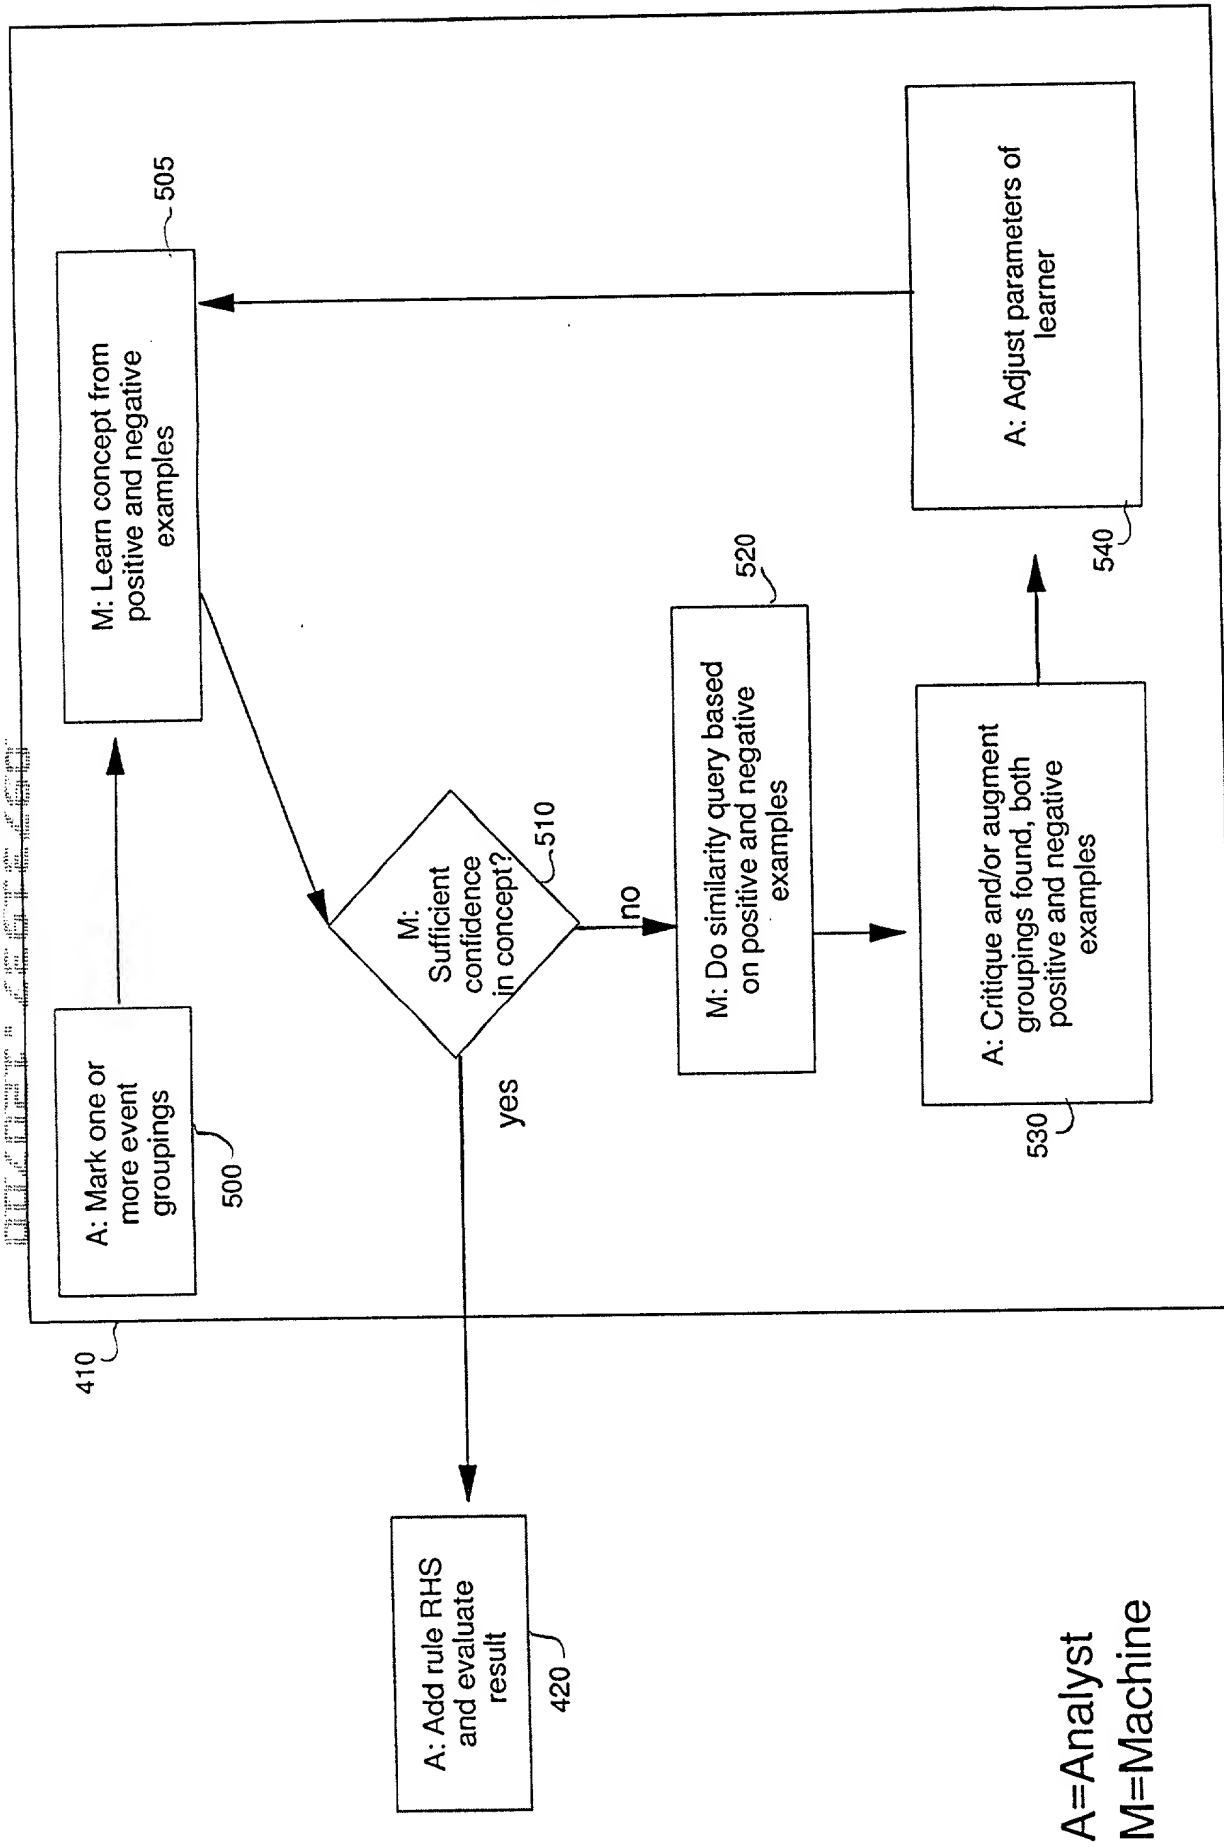 A: Mark one or
more event
groupings
500
M: Learn concept from
positive and negative
examples
505
410
M:
Sufficient
confidence
in concept?
510
yes
no
A: Add rule RHS
and evaluate
result
420
M: Do similarity query based
on positive and negative
examples
520
A: Critique and/or augment
groupings found, both
positive and negative
examples
530
A: Adjust parameters of
learner
540
A=Analyst
M=Machine